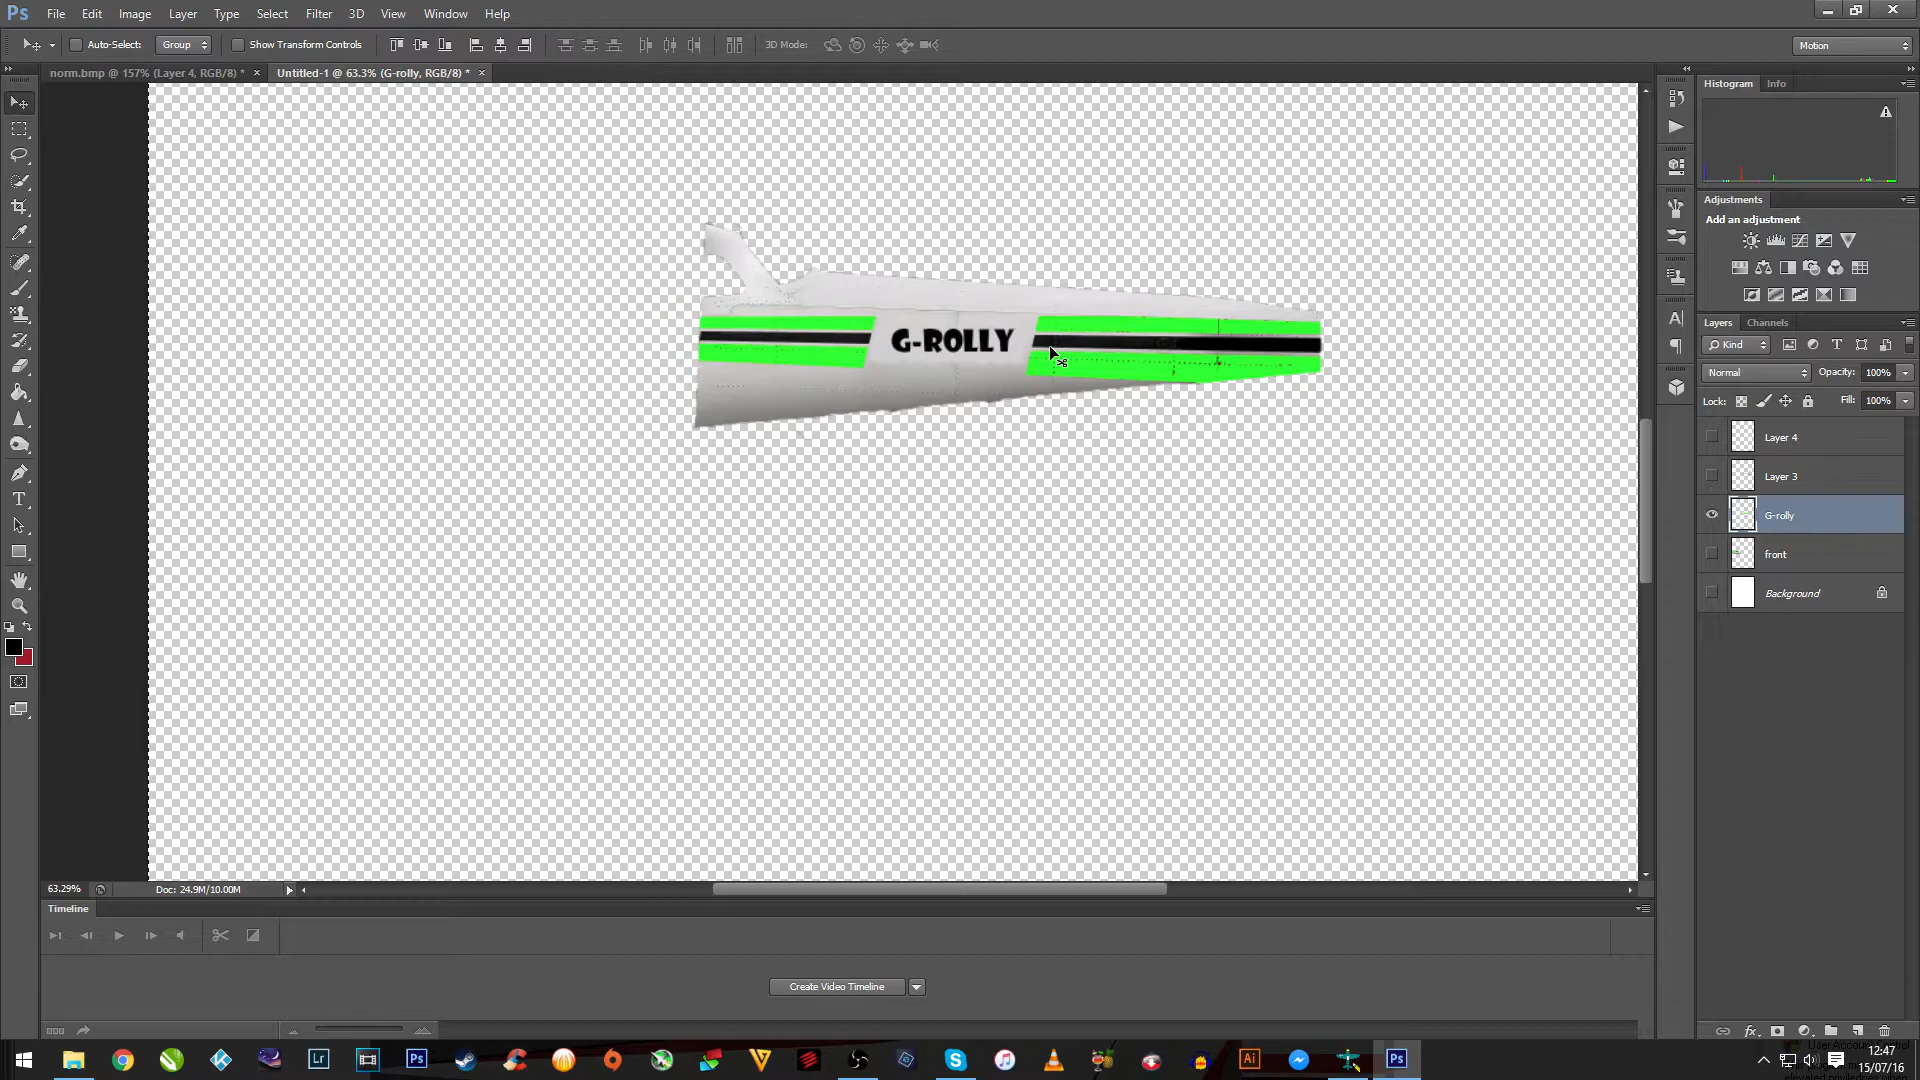 Ps File Edit Image Layer Type Select Filter 3D View Window Help
Auto-Select: Group Show Transform Controls 3D Mode: Motion
norm.bmp @ 157% (Layer 4, RGB/8) * × Untitled-1 @ 63.3% (G-rolly, RGB/8) * ×
Histogram Info
Adjustments
Add an adjustment
G-ROLLY
Layers Channels
Kind
Normal Opacity: 100%
Lock: Fill: 100%
Layer 4
Layer 3
G-rolly
front
Background
63.29% Doc: 24.9M/10.00M
Timeline
Create Video Timeline
User Account Control
12:47
15/07/16